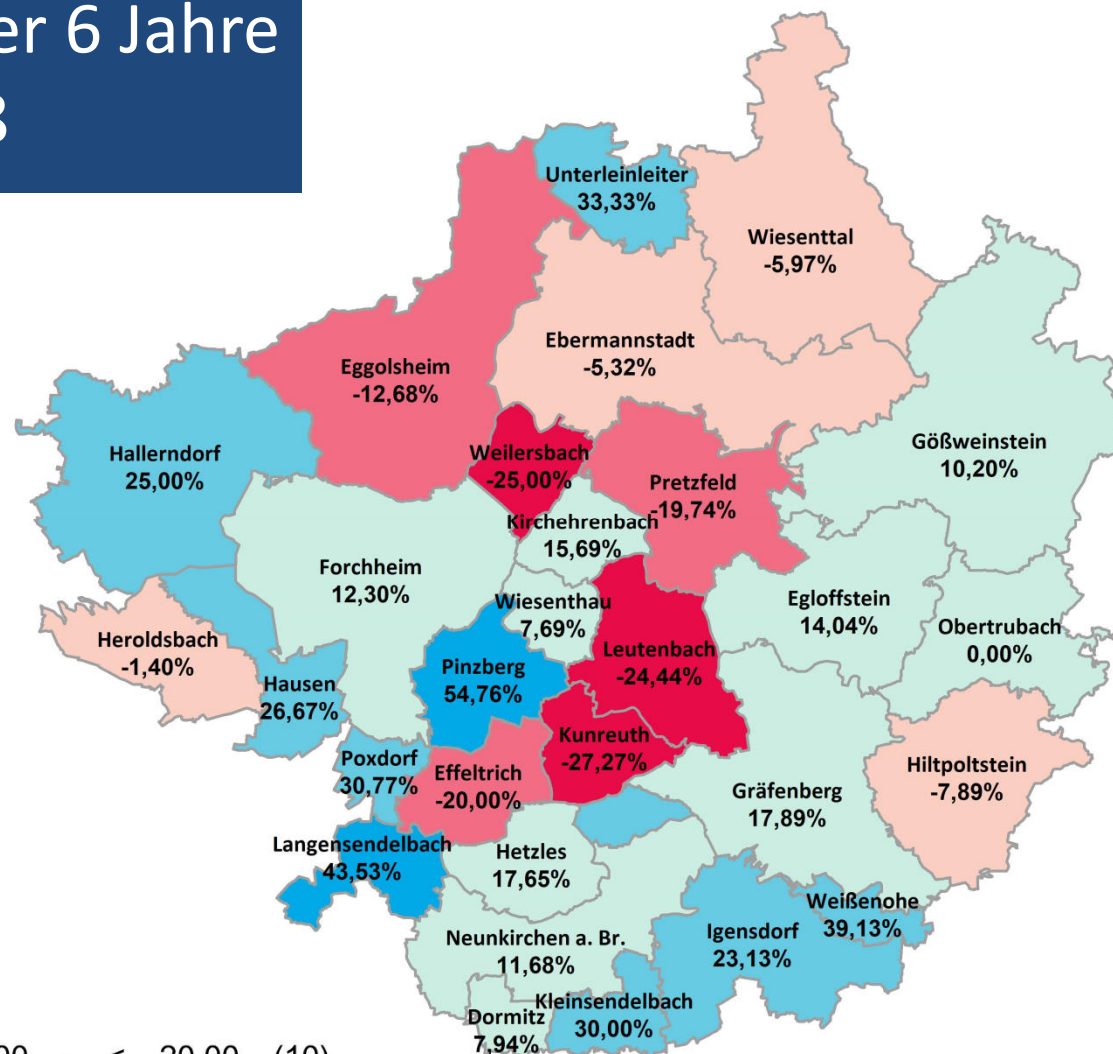 er 6 Jahre
Unterleinleiter
33,33%
Wiesenttal
-5,97%
Ebermannstadt
-5,32%
Eggolsheim
-12,68%
Hallerndorf
25,00%
Weilersbach
-25,00%
Gößweinstein
10,20%
Pretzfeld
-19,74%
Kirchehrenbach
15,69%
Forchheim
12,30%
Wiesenthau
7,69%
Egloffstein
14,04%
Obertrubach
0,00%
Heroldsbach
-1,40%
Leutenbach
-24,44%
Pinzberg
54,76%
Hausen
26,67%
Kunreuth
-27,27%
Poxdorf
30,77%
Effeltrich
-20,00%
Hiltpoltstein
-7,89%
Gräfenberg
17,89%
Langensendelbach
43,53%
Hetzles
17,65%
Weißenohe
39,13%
Igensdorf
23,13%
Neunkirchen a. Br.
11,68%
Kleinsendelbach
30,00%
Dormitz
7,94%